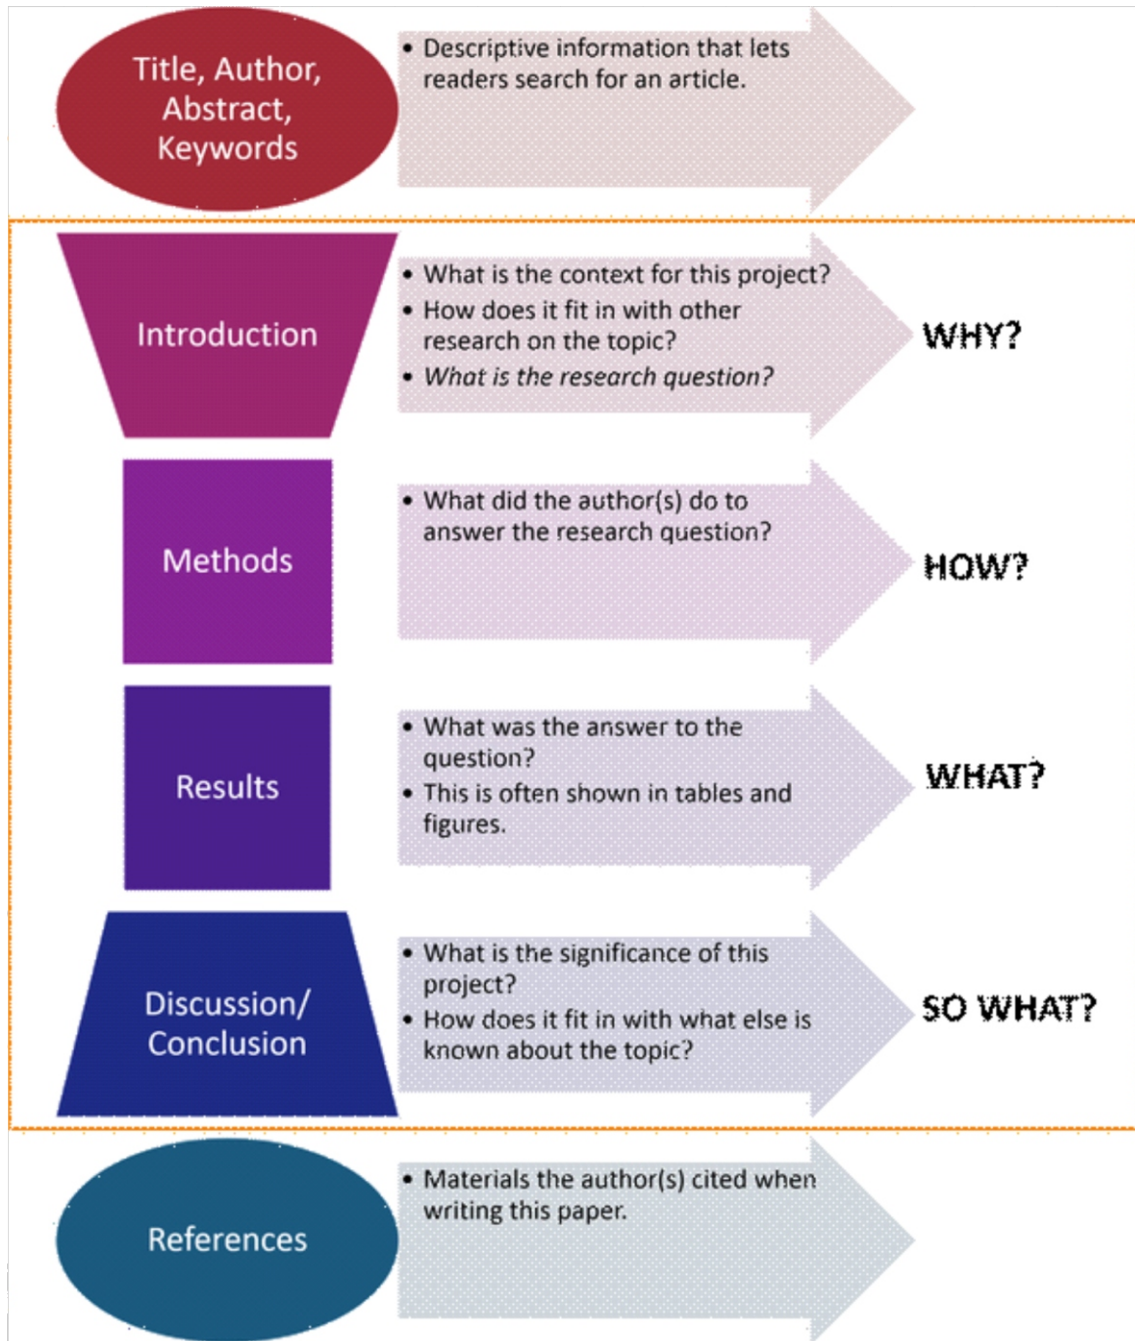 Title, Author,
Abstract,
Keywords
• Descriptive information that lets
readers search for an article.
Introduction
• What is the context for this project?
• How does it fit in with other
research on the topic?
• What is the research question?
WHY?
Methods
• What did the author(s) do to
answer the research question?
HOW?
Results
• What was the answer to the
question?
• This is often shown in tables and
figures.
WHAT?
Discussion/
Conclusion
• What is the significance of this
project?
• How does it fit in with what else is
known about the topic?
SO WHAT?
References
• Materials the author(s) cited when
writing this paper.